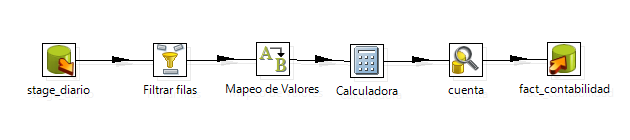 stage_diario
Filtrar filas
A
B
Mapeo de Valores
Calculadora
cuenta
fact_contabilidad